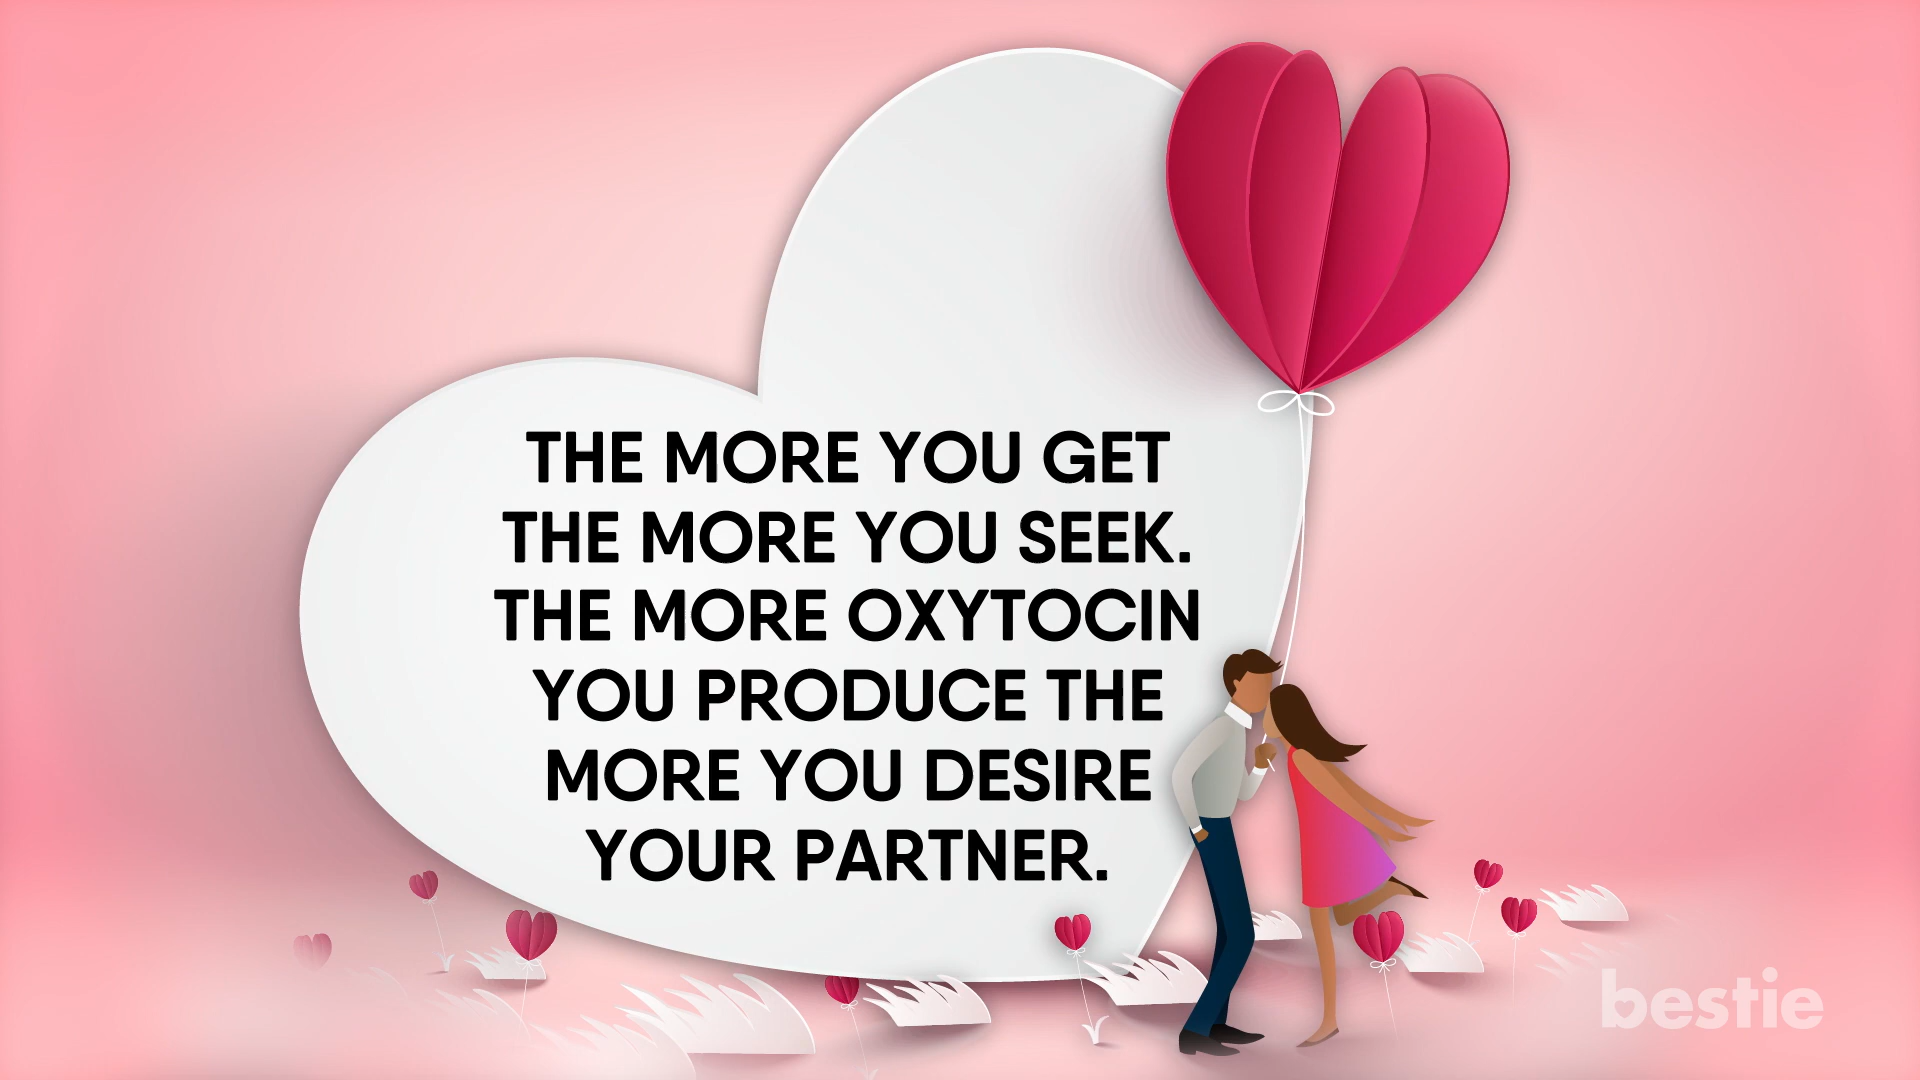 THE MORE YOU GET
THE MORE YOU SEEK.
THE MORE OXYTOCIN
YOU PRODUCE THE
MORE YOU DESIRE
YOUR PARTNER.
bestie